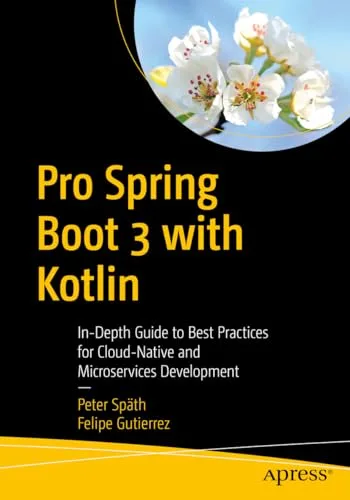 Pro Spring
Boot 3 with
Kotlin
In-Depth Guide to Best Practices
for Cloud-Native and
Microservices Development
—
Peter Späth
Felipe Gutierrez
Apress®